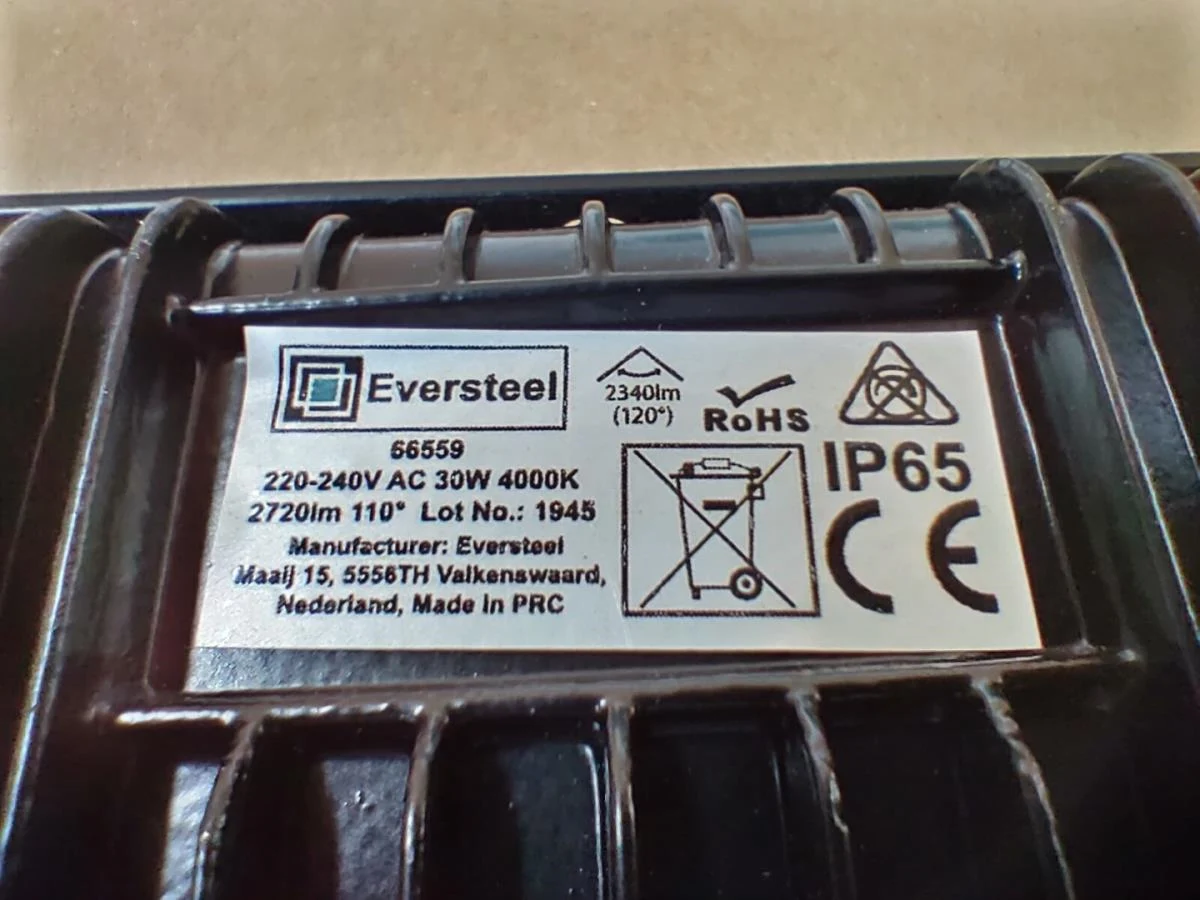 Eversteel
66559
220-240V AC 30W 4000K
2720lm 110° Lot No.: 1945
Manufacturer: Eversteel
Maaij 15, 5556TH Valkenswaard,
Nederland, Made in PRC
2340lm
(120°)
RoHS
IP65
CE